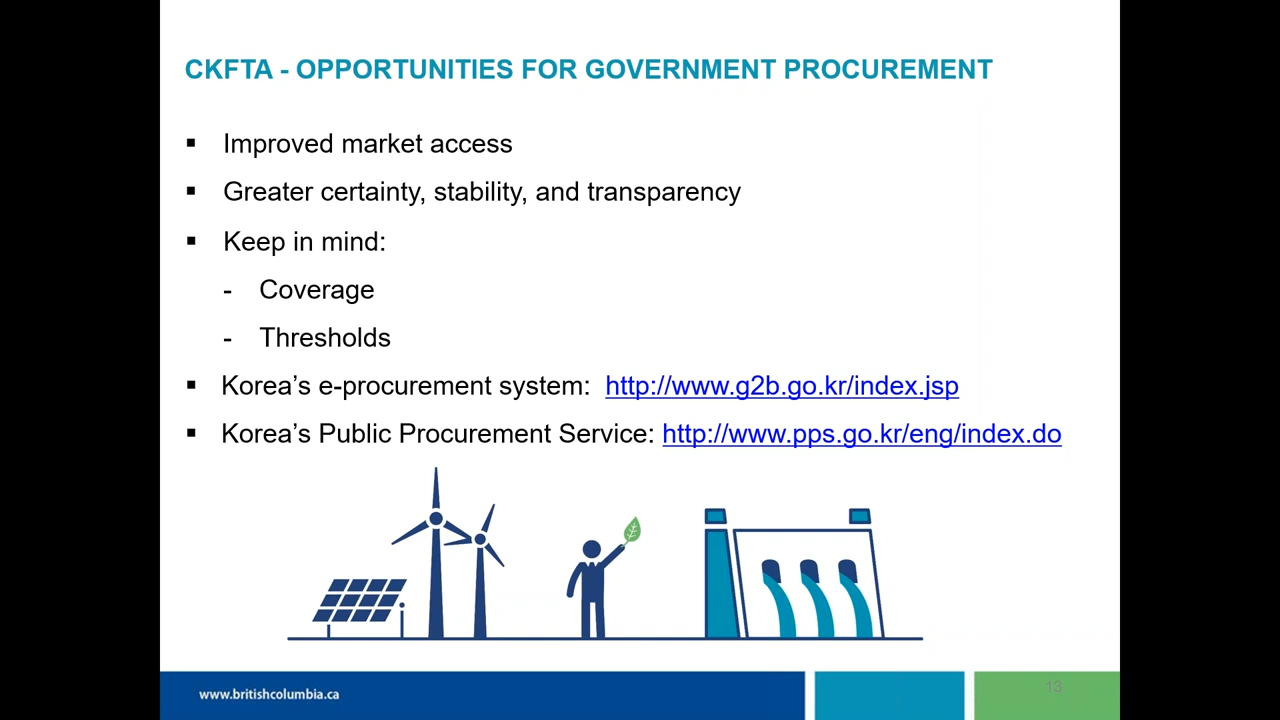 CKFTA - OPPORTUNITIES FOR GOVERNMENT PROCUREMENT
▪ Improved market access
▪ Greater certainty, stability, and transparency
▪ Keep in mind:
- Coverage
- Thresholds
▪ Korea’s e-procurement system: http://www.g2b.go.kr/index.jsp
▪ Korea’s Public Procurement Service: http://www.pps.go.kr/eng/index.do
www.britishcolumbia.ca
13